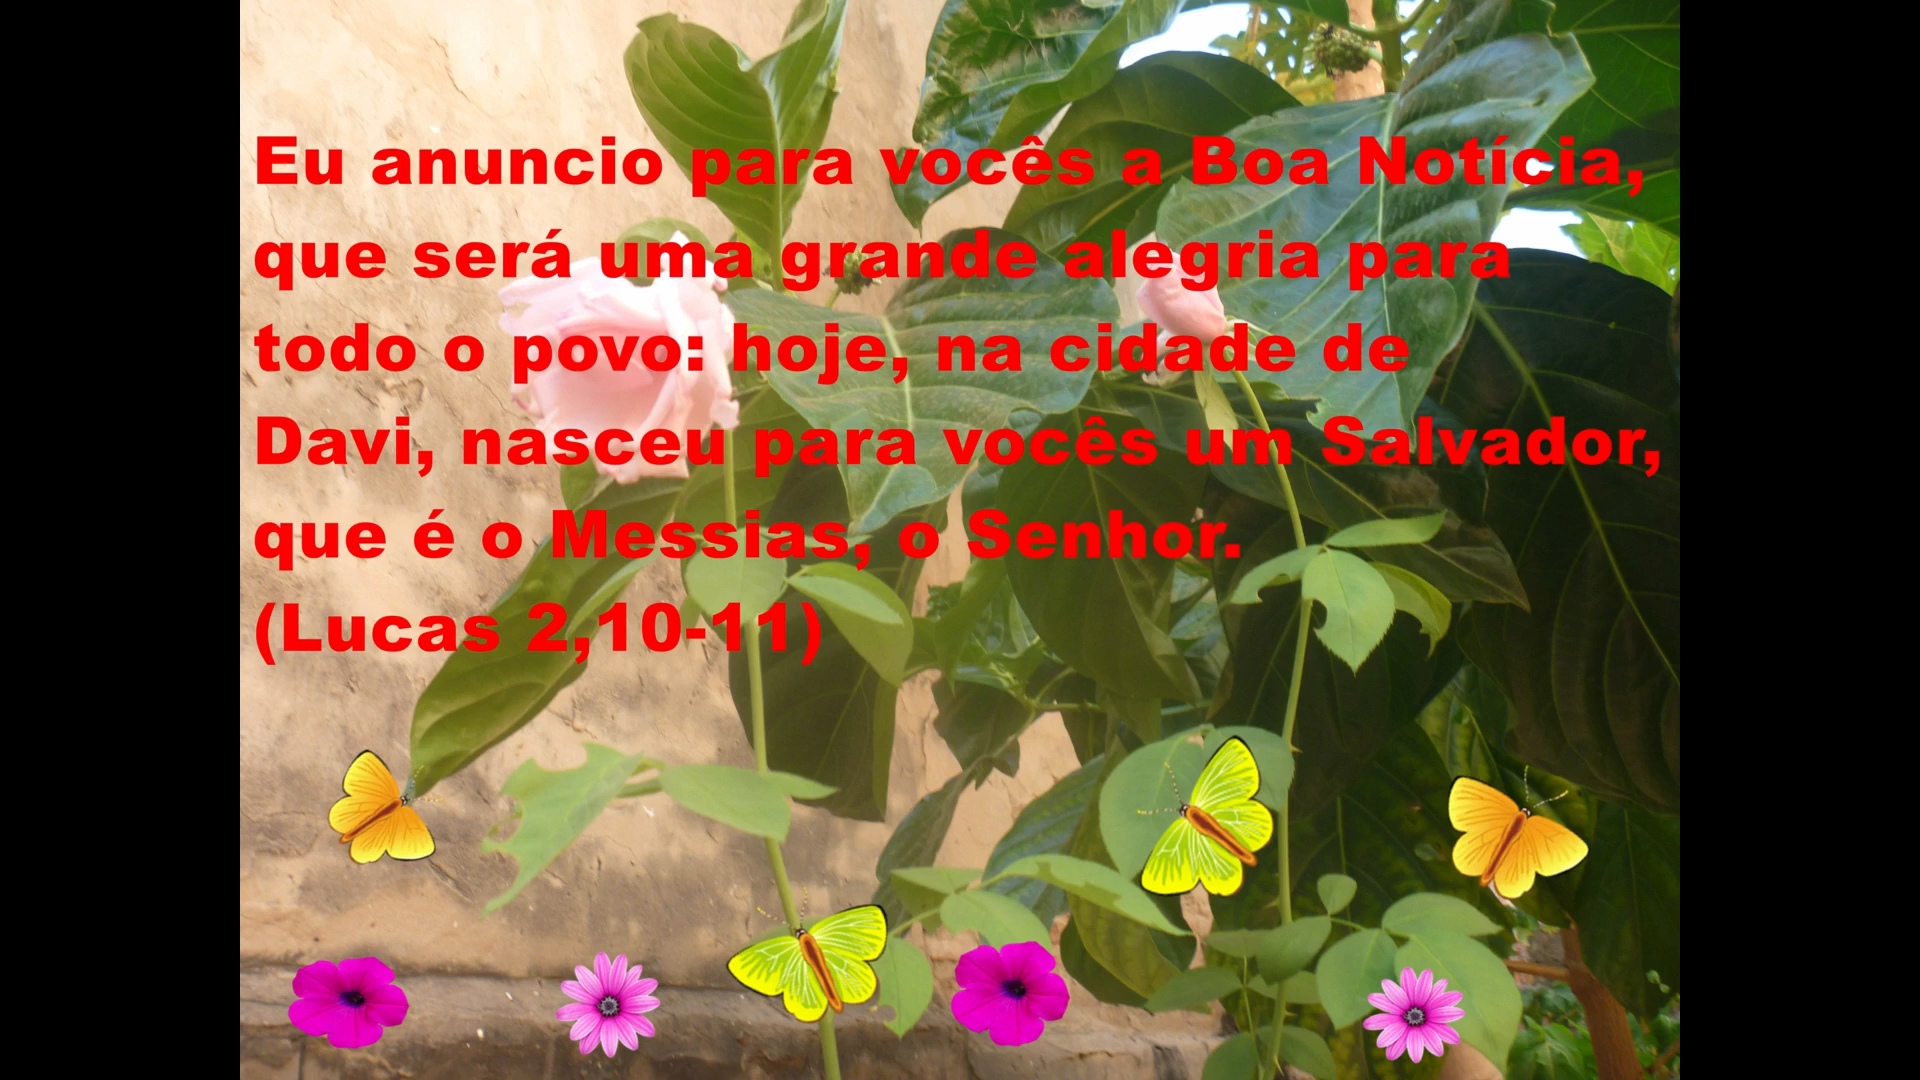 Eu anuncio para vocês a Boa Notícia,
que será uma grande alegria para
todo o povo: hoje, na cidade de
Davi, nasceu para vocês um Salvador,
que é o Messias, o Senhor.
(Lucas 2,10-11)